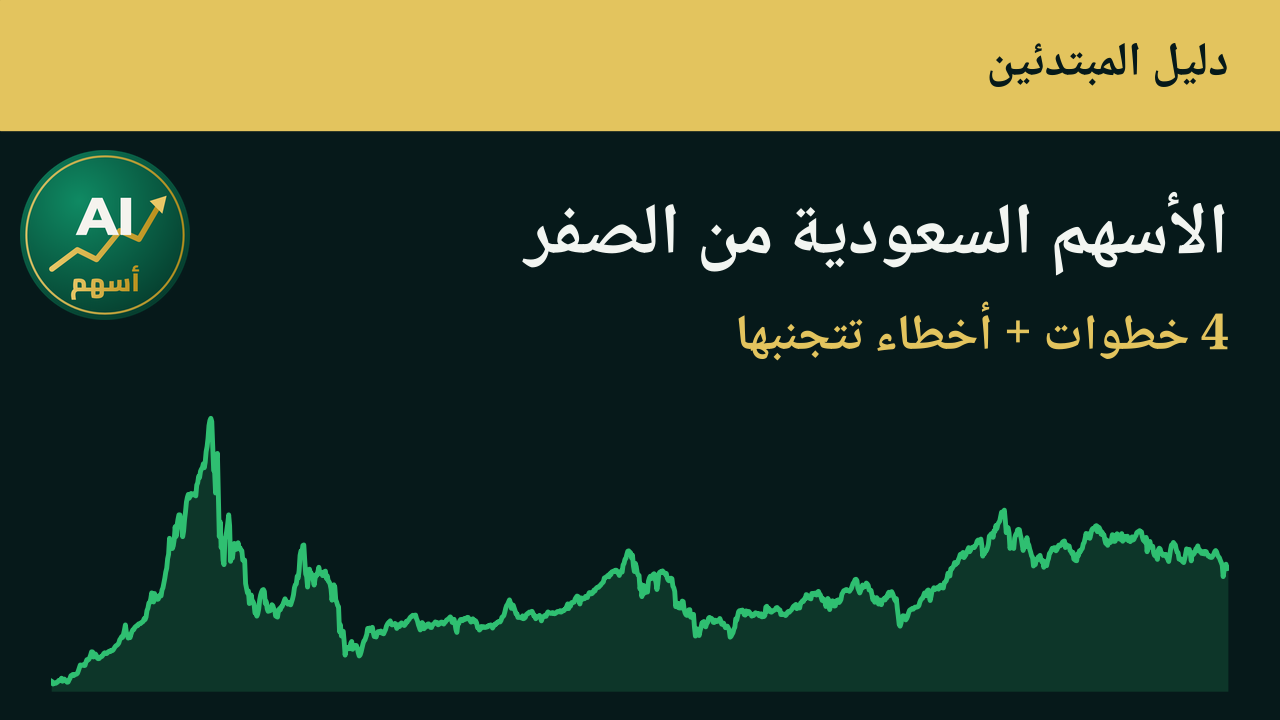 دليل المبتدئين
AI
أسهم
الأسهم السعودية من الصفر
4 خطوات + أخطاء تتجنبها